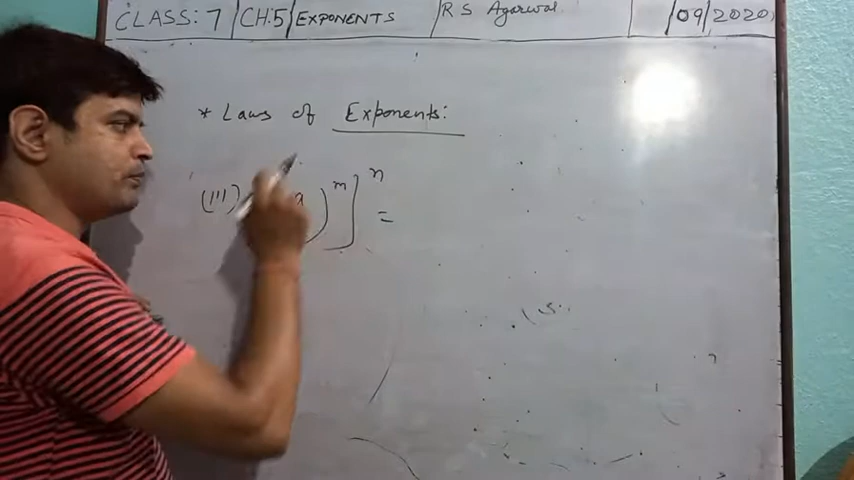 CLASS: 7 | CH:5 | EXPONENTS | R S Agarwal | /09/2020
* Laws of Exponents:
(III) a)^m]^n =